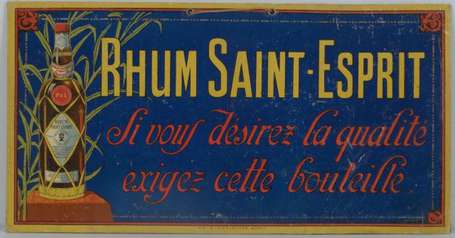 RHUM SAINT-ESPRIT
Si vous désirez la qualité
exigez cette bouteille